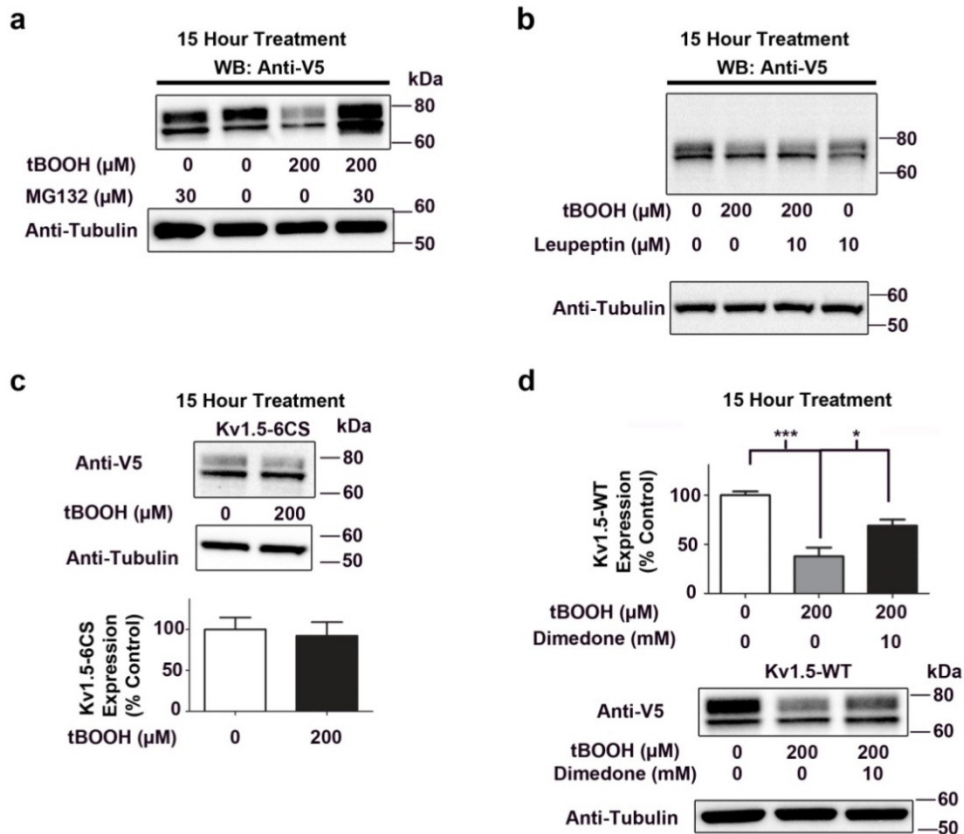 a
15 Hour Treatment
WB: Anti-V5
kDa
80
60
tBOOH (µM) 0 0 200 200
MG132 (µM) 30 0 0 30
Anti-Tubulin
60
50
b
15 Hour Treatment
WB: Anti-V5
80
60
tBOOH (µM) 0 200 200 0
Leupeptin (µM) 0 0 10 10
Anti-Tubulin
60
50
c
15 Hour Treatment
Kv1.5-6CS kDa
Anti-V5
80
60
tBOOH (µM) 0 200
Anti-Tubulin
60
50
Kv1.5-6CS
Expression
(% Control)
100
50
0
tBOOH (µM) 0 200
d
15 Hour Treatment
*** *
Kv1.5-WT
Expression
(% Control)
100
50
0
tBOOH (µM) 0 200 200
Dimedone (mM) 0 0 10
Kv1.5-WT kDa
Anti-V5
80
60
tBOOH (µM) 0 200 200
Dimedone (mM) 0 0 10
Anti-Tubulin
60
50